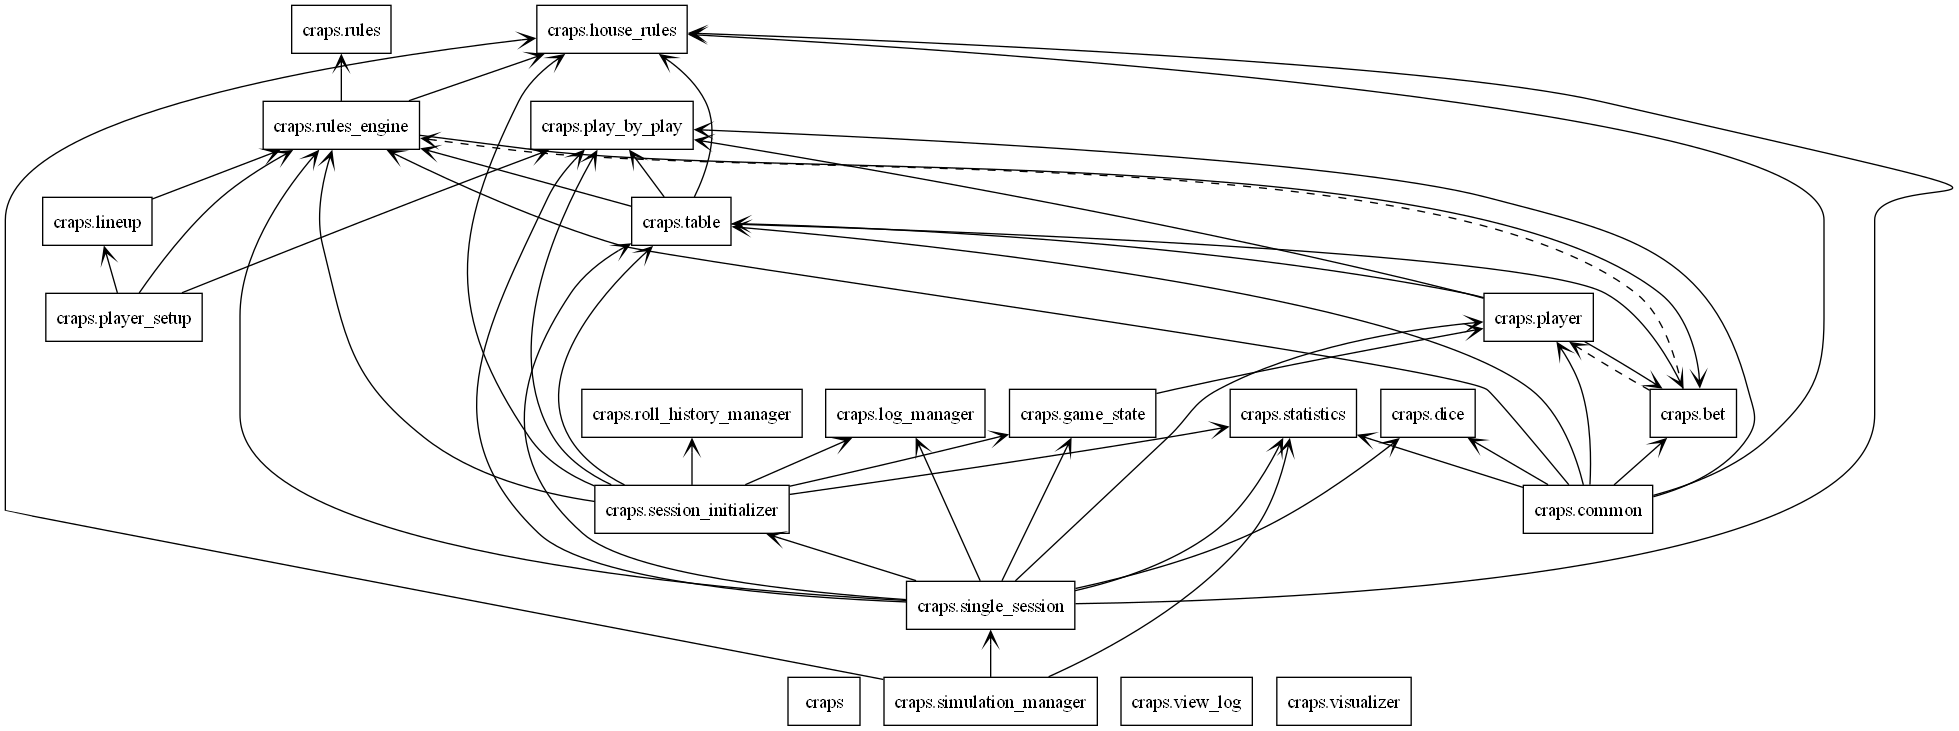 craps.rules
craps.house_rules
craps.rules_engine
craps.play_by_play
craps.lineup
craps.table
craps.player_setup
craps.player
craps.roll_history_manager
craps.log_manager
craps.game_state
craps.statistics
craps.dice
craps.bet
craps.session_initializer
craps.common
craps.single_session
craps
craps.simulation_manager
craps.view_log
craps.visualizer